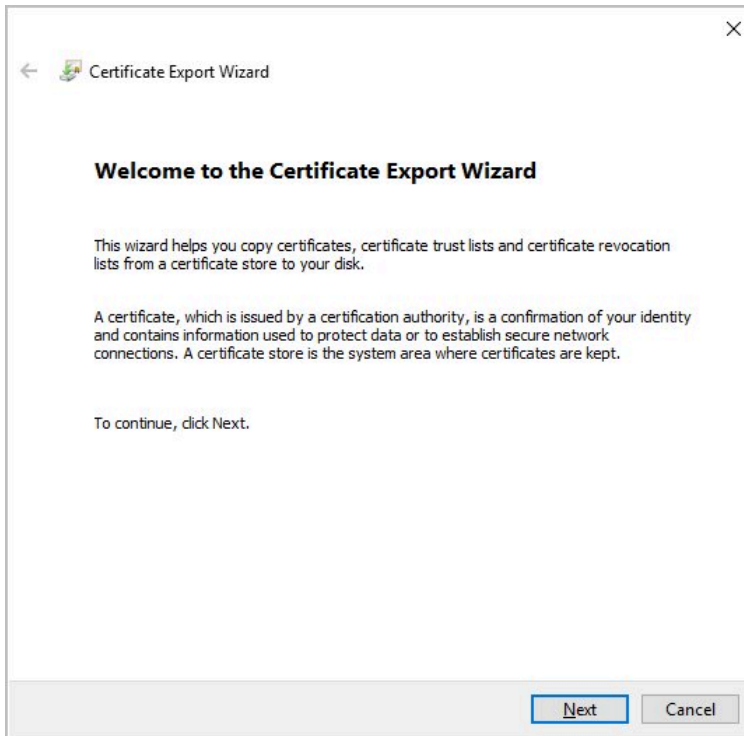 Certificate Export Wizard
Welcome to the Certificate Export Wizard
This wizard helps you copy certificates, certificate trust lists and certificate revocation
lists from a certificate store to your disk.
A certificate, which is issued by a certification authority, is a confirmation of your identity
and contains information used to protect data or to establish secure network
connections. A certificate store is the system area where certificates are kept.
To continue, click Next.
Next Cancel